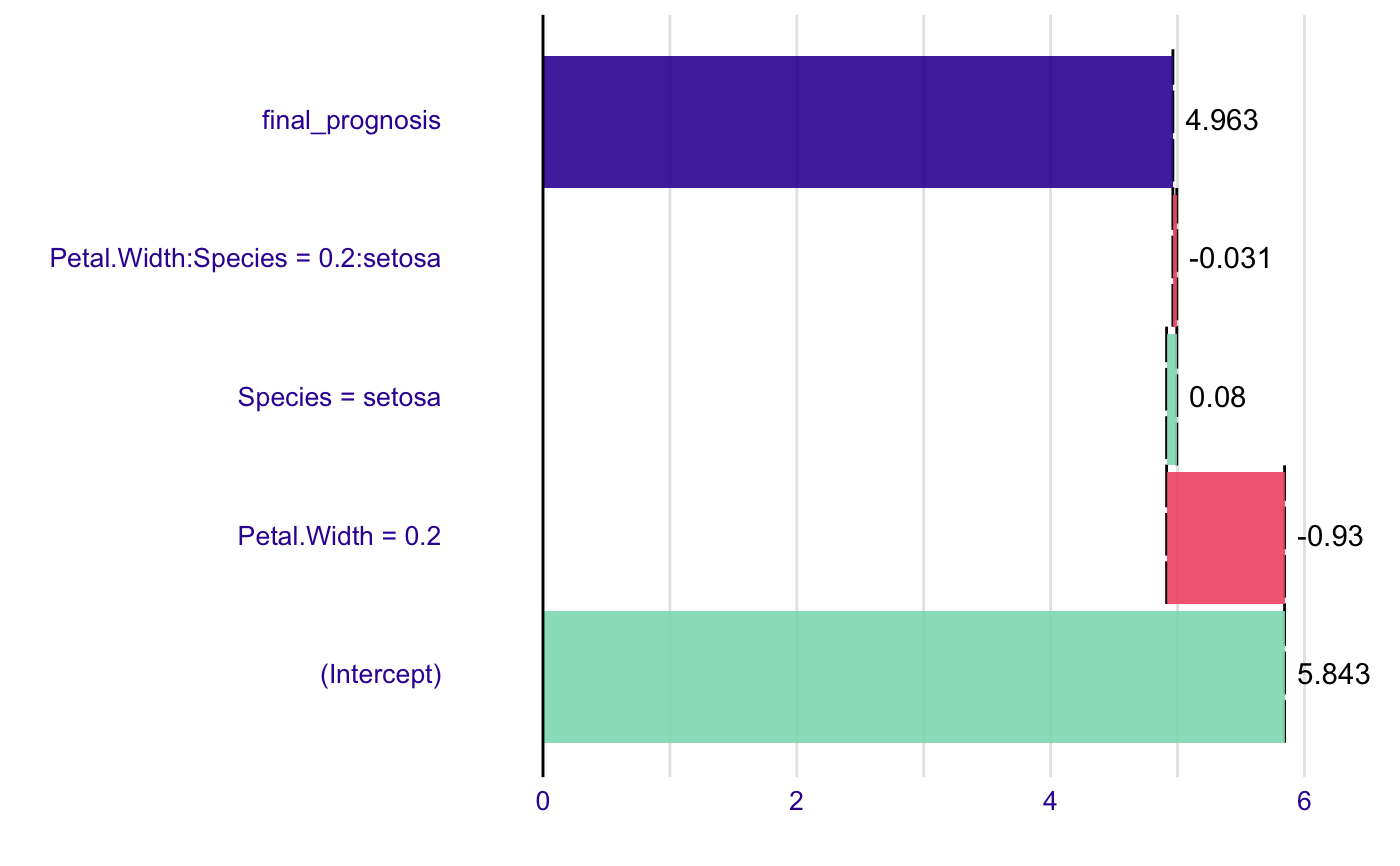 final_prognosis 4.963
Petal.Width:Species = 0.2:setosa -0.031
Species = setosa 0.08
Petal.Width = 0.2 -0.93
(Intercept) 5.843
0 2 4 6